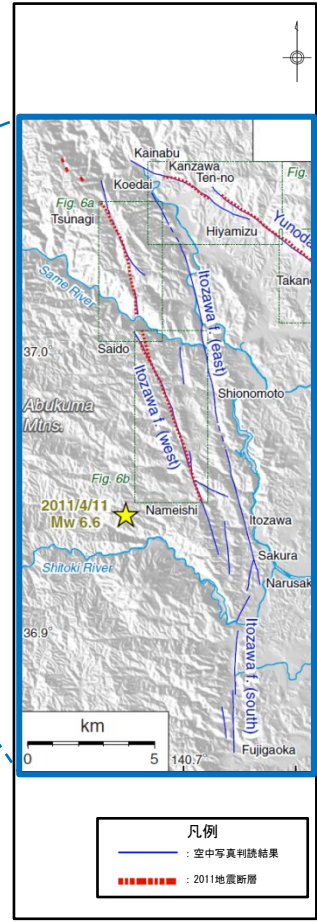 Kainabu
Kanzawa
Ten-no
Fig.
Koedai
Fig. 6a
Tsunagi
Hiyamizu
Yunoda
Takan
Same River
Itozawa f. (east)
37.0°
Saido
Itozawa f. (west)
Shionomoto
Abukuma
Mtns.
Fig. 6b
2011/4/11
Mw 6.6
Nameishi
Itozawa
Sakura
Shitoki River
Narusak
36.9°
Itozawa f. (south)
km
0
5
140.7°
Fujigaoka
凡例
：空中写真判読結果
：2011地震断層